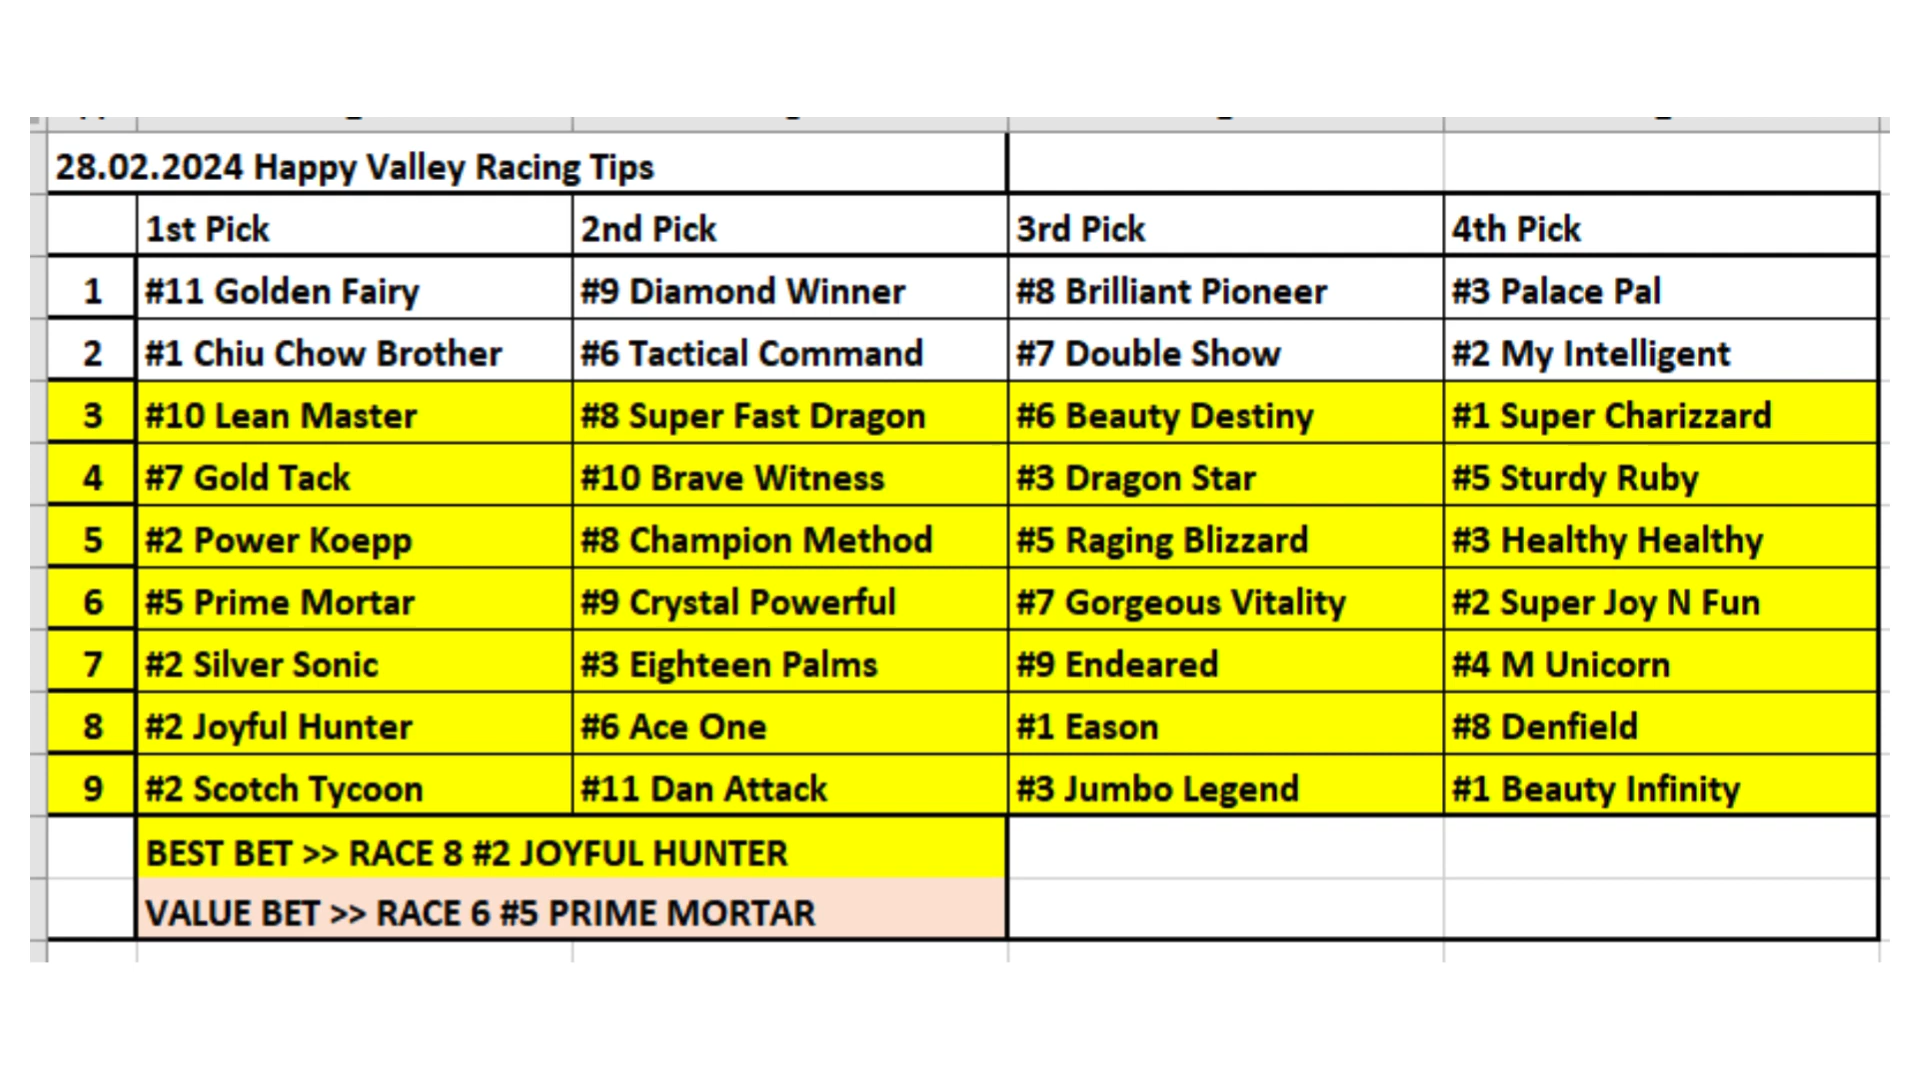 28.02.2024 Happy Valley Racing Tips
1st Pick 2nd Pick 3rd Pick 4th Pick
1 #11 Golden Fairy #9 Diamond Winner #8 Brilliant Pioneer #3 Palace Pal
2 #1 Chiu Chow Brother #6 Tactical Command #7 Double Show #2 My Intelligent
3 #10 Lean Master #8 Super Fast Dragon #6 Beauty Destiny #1 Super Charizzard
4 #7 Gold Tack #10 Brave Witness #3 Dragon Star #5 Sturdy Ruby
5 #2 Power Koepp #8 Champion Method #5 Raging Blizzard #3 Healthy Healthy
6 #5 Prime Mortar #9 Crystal Powerful #7 Gorgeous Vitality #2 Super Joy N Fun
7 #2 Silver Sonic #3 Eighteen Palms #9 Endeared #4 M Unicorn
8 #2 Joyful Hunter #6 Ace One #1 Eason #8 Denfield
9 #2 Scotch Tycoon #11 Dan Attack #3 Jumbo Legend #1 Beauty Infinity
BEST BET >> RACE 8 #2 JOYFUL HUNTER
VALUE BET >> RACE 6 #5 PRIME MORTAR